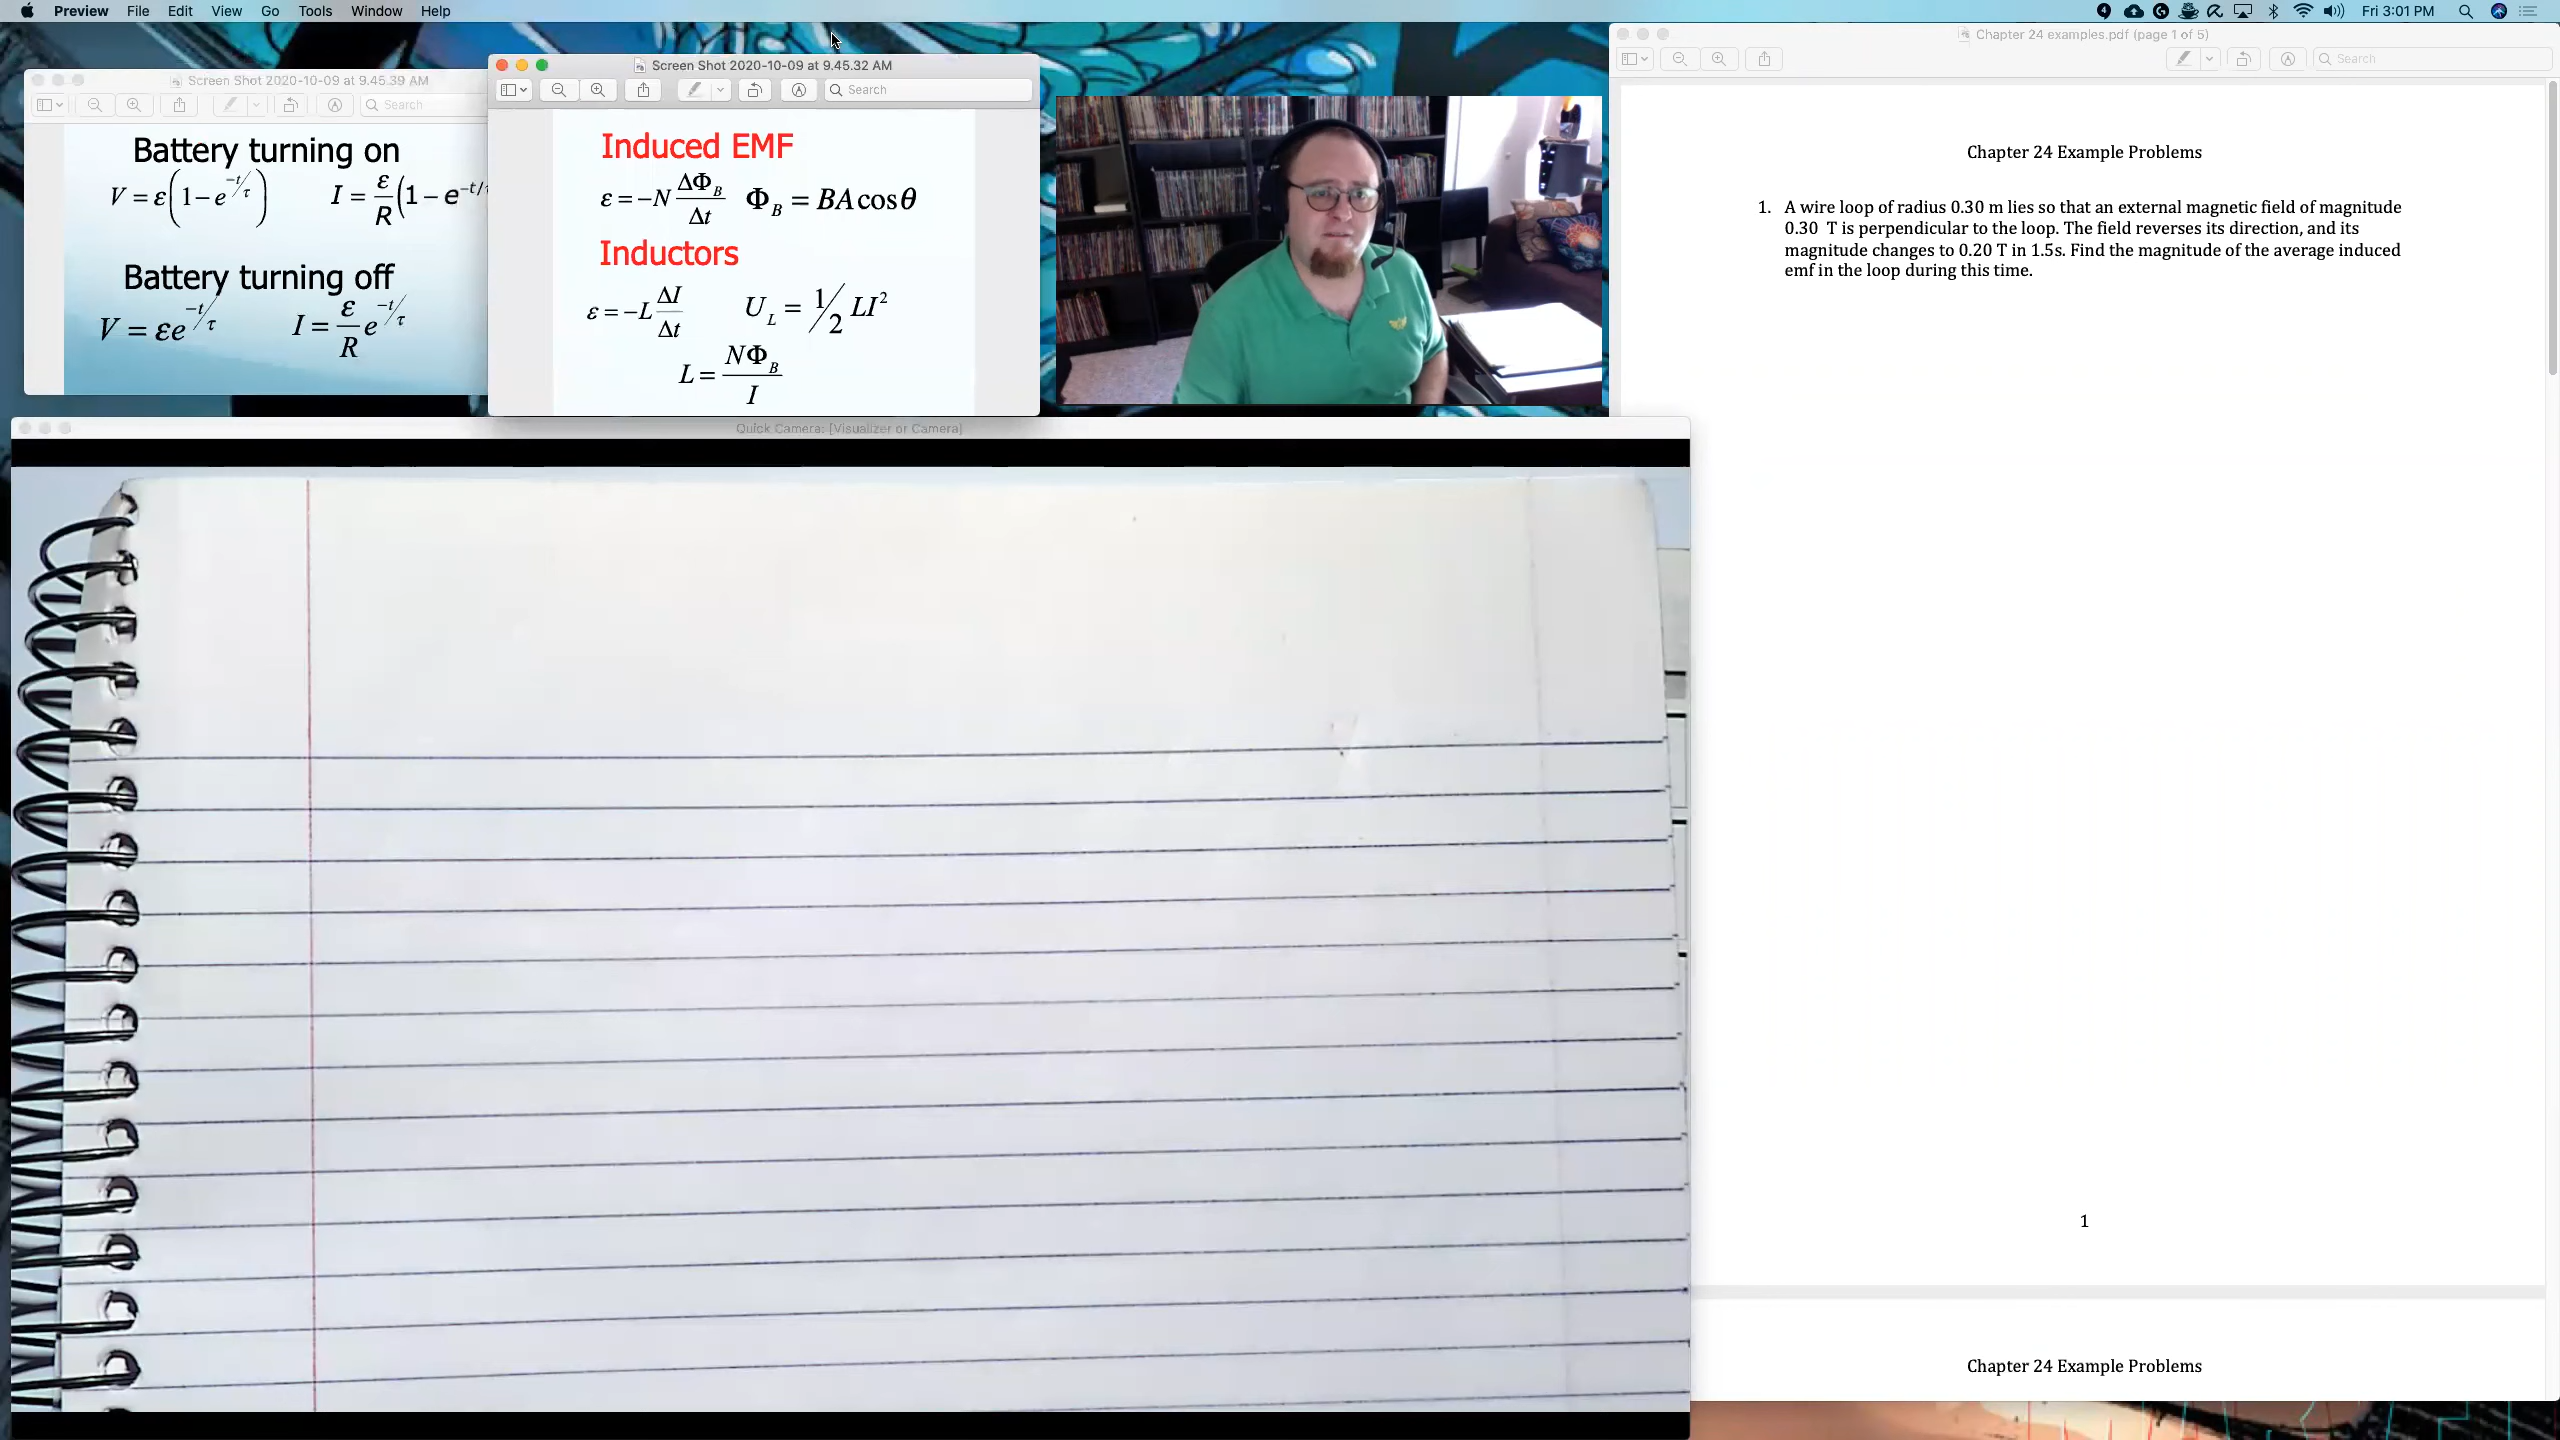 Preview File Edit View Go Tools Window Help
Fri 3:01 PM
Screen Shot 2020-10-09 at 9.45.39 AM
Search
Battery turning on
V = ε(1 − e^{-t/τ}) I = ε/R (1 − e^{-t/τ
Battery turning off
V = εe^{-t/τ} I = ε/R e^{-t/τ}
Screen Shot 2020-10-09 at 9.45.32 AM
Search
Induced EMF
ε = −N ΔΦ_B/Δt Φ_B = BA cos θ
Inductors
ε = −L ΔI/Δt U_L = 1/2 LI²
L = NΦ_B/I
Chapter 24 examples.pdf (page 1 of 5)
Search
Chapter 24 Example Problems
1. A wire loop of radius 0.30 m lies so that an external magnetic field of magnitude
0.30 T is perpendicular to the loop. The field reverses its direction, and its
magnitude changes to 0.20 T in 1.5s. Find the magnitude of the average induced
emf in the loop during this time.
1
Chapter 24 Example Problems
Quick Camera: [Visualizer or Camera]